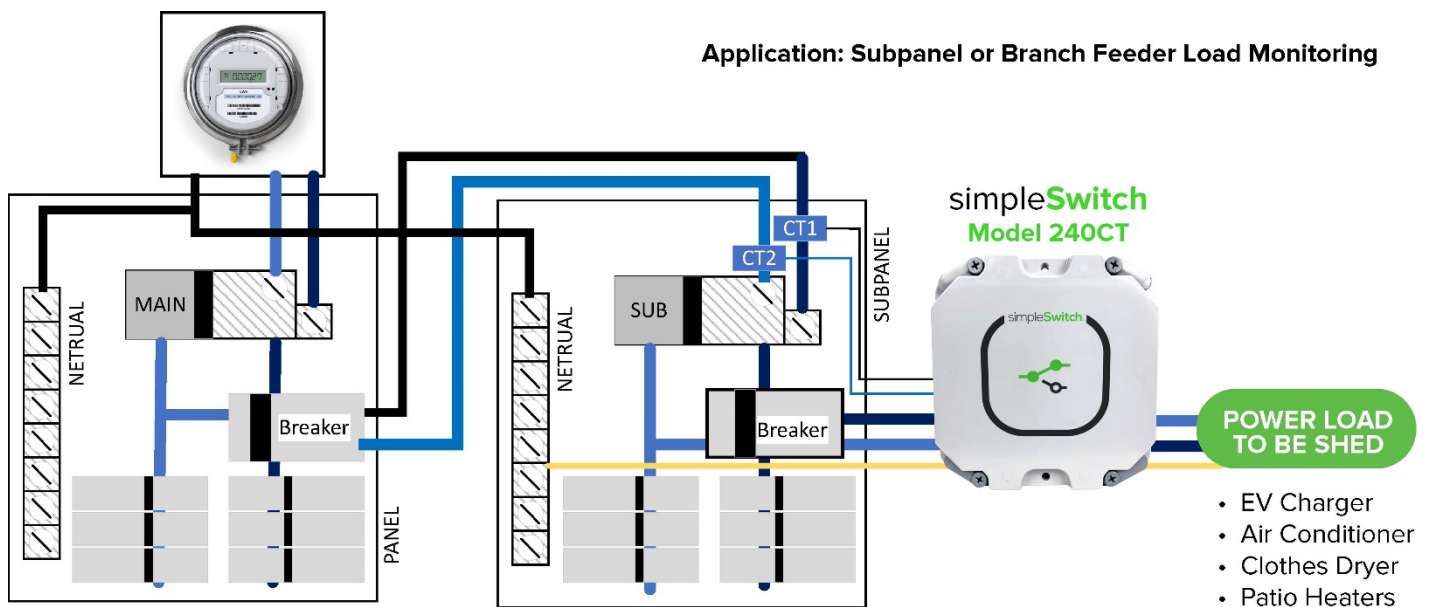 Application: Subpanel or Branch Feeder Load Monitoring
simpleSwitch
Model 240CT
CT1
CT2
MAIN
SUB
SUBPANEL
NETRUAL
NETRUAL
simpleSwitch
Breaker
Breaker
POWER LOAD
TO BE SHED
PANEL
• EV Charger
• Air Conditioner
• Clothes Dryer
• Patio Heaters